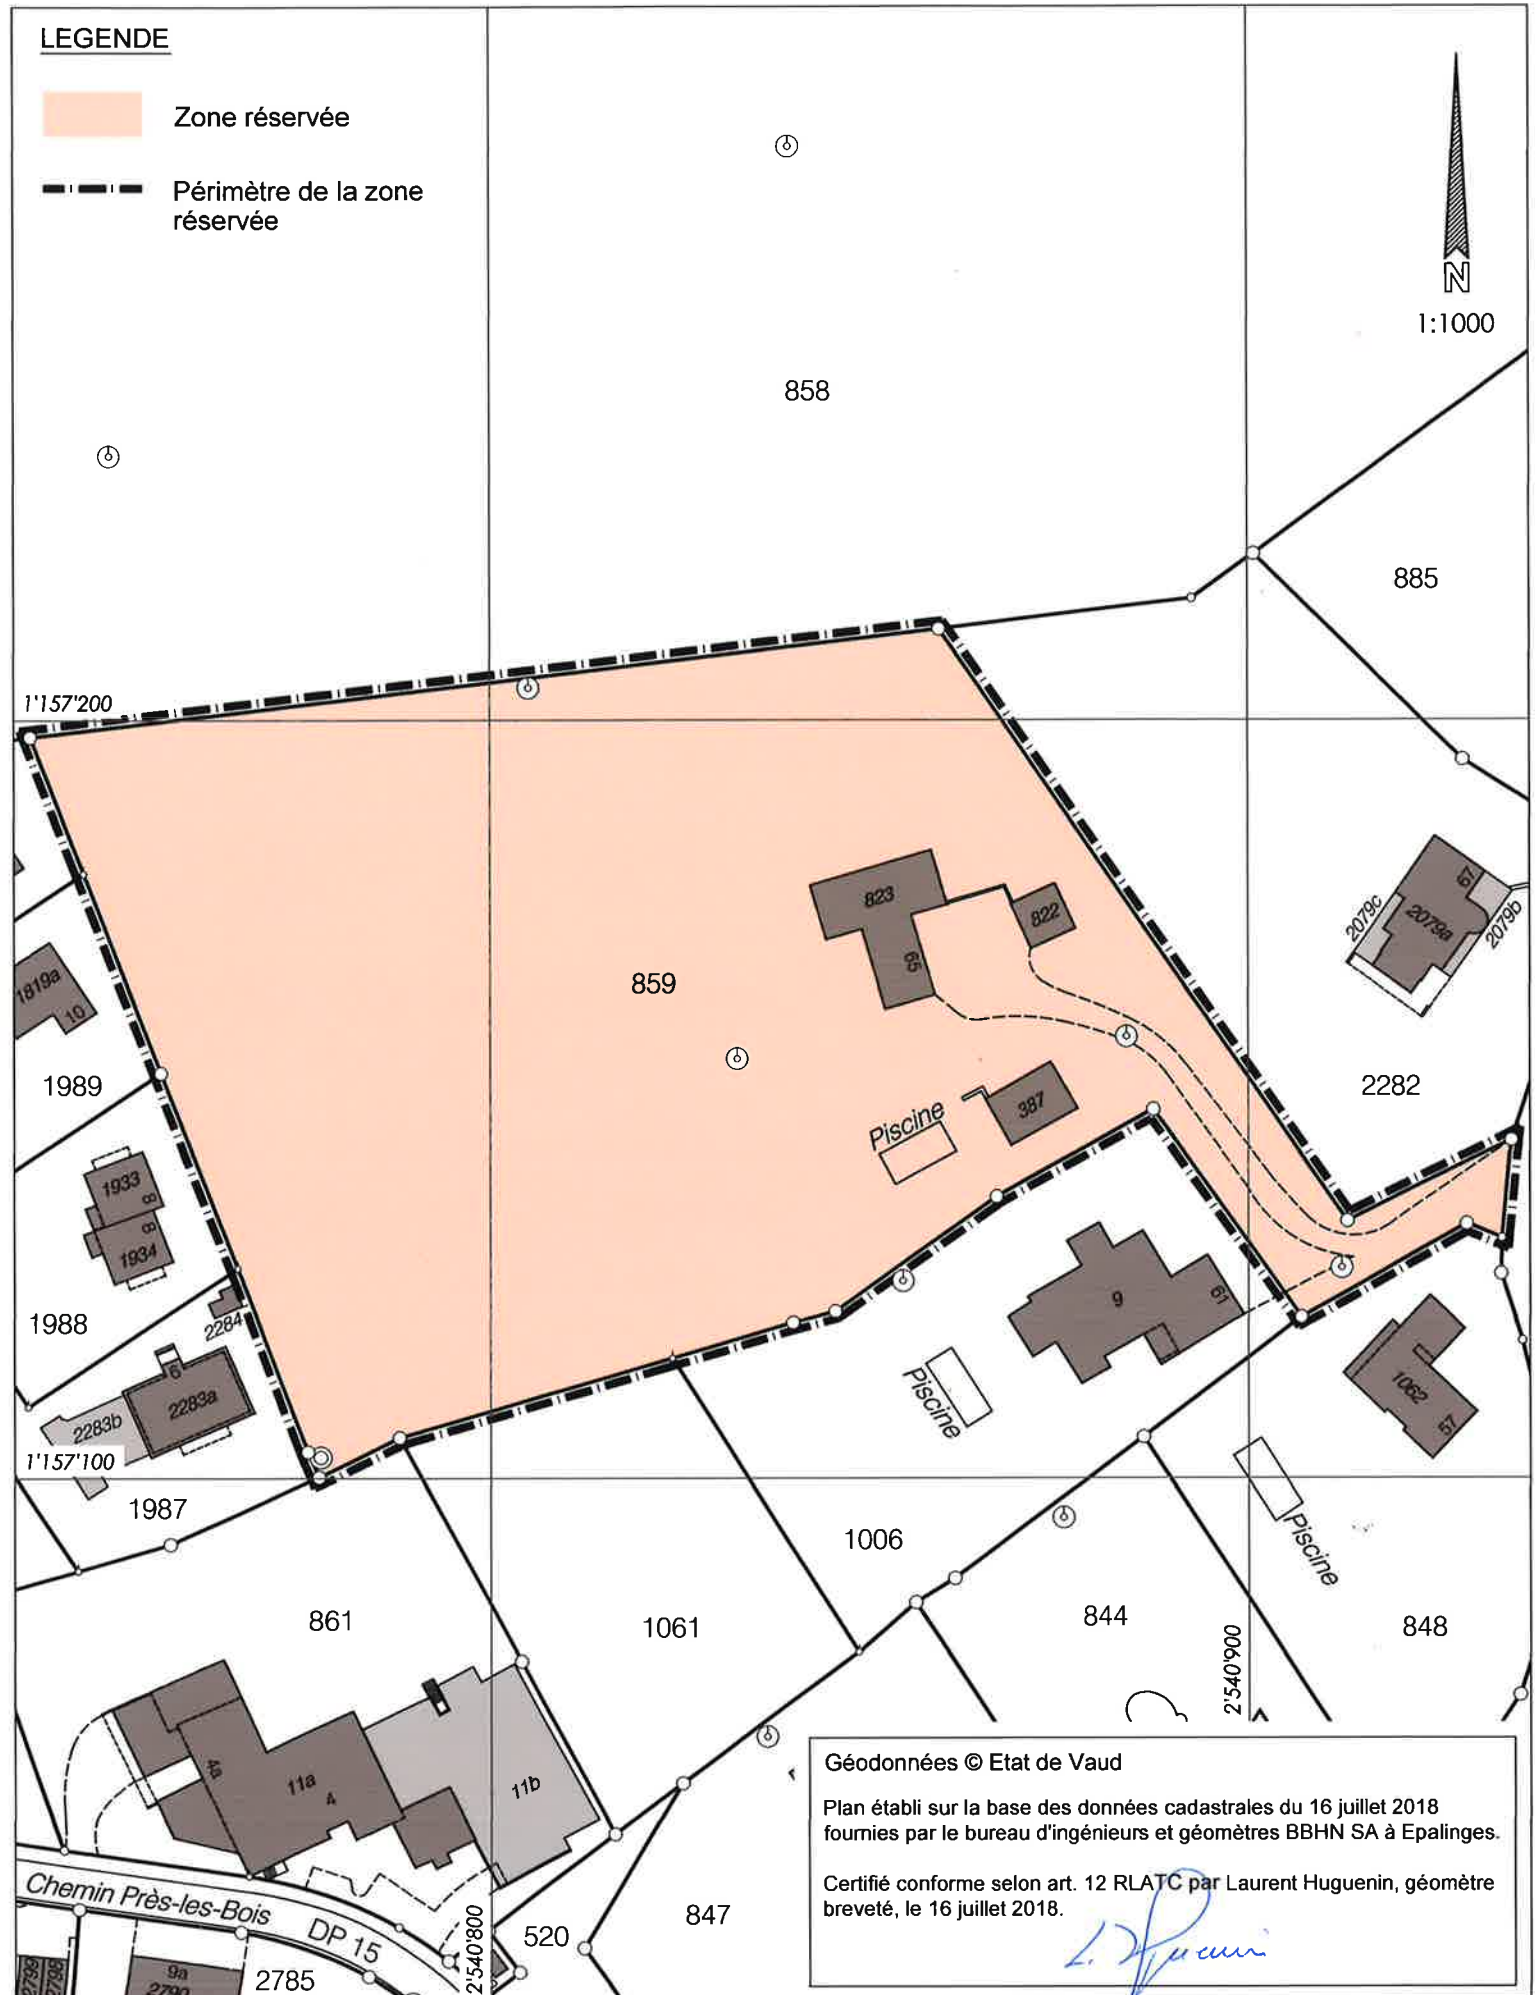 LEGENDE
Zone réservée
Périmètre de la zone
réservée
N
1:1000
858
885
1'157'200
823
65
822
67
2079a
2079b
2079c
859
1819a
10
1989
387
Piscine
2282
1933
8
8
1934
1988
2284
6
2283a
2283b
9
61
Piscine
1062
57
1'157'100
1987
Piscine
1006
861
1061
844
848
2'540'900
4a
11a
4
11b
Chemin Près-les-Bois
DP 15
2'540'800
520
847
2799
2798
9a
2790
2785
Géodonnées © Etat de Vaud
Plan établi sur la base des données cadastrales du 16 juillet 2018
fournies par le bureau d'ingénieurs et géomètres BBHN SA à Epalinges.
Certifié conforme selon art. 12 RLATC par Laurent Huguenin, géomètre
breveté, le 16 juillet 2018.